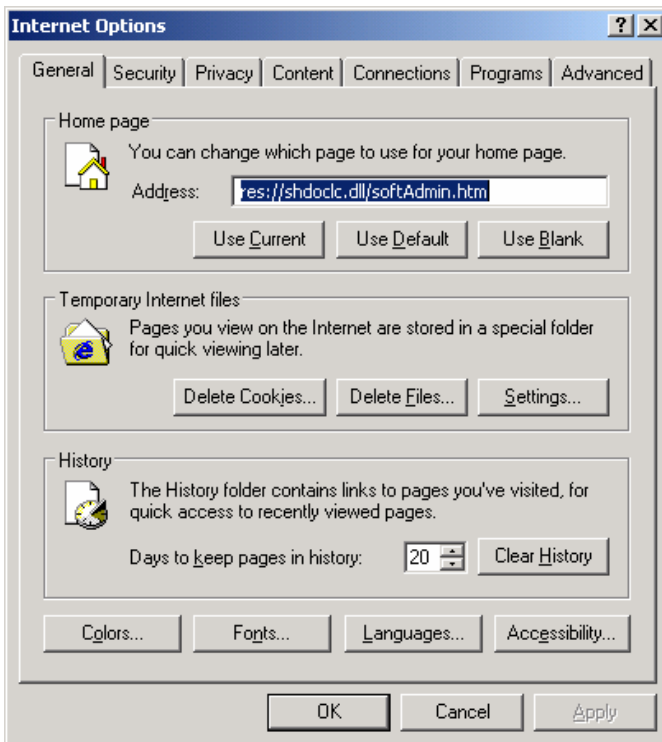 Internet Options
General Security Privacy Content Connections Programs Advanced
Home page
You can change which page to use for your home page.
Address: res://shdoclc.dll/softAdmin.htm
Use Current Use Default Use Blank
Temporary Internet files
Pages you view on the Internet are stored in a special folder
for quick viewing later.
Delete Cookies... Delete Files... Settings...
History
The History folder contains links to pages you've visited, for
quick access to recently viewed pages.
Days to keep pages in history: 20 Clear History
Colors... Fonts... Languages... Accessibility...
OK Cancel Apply